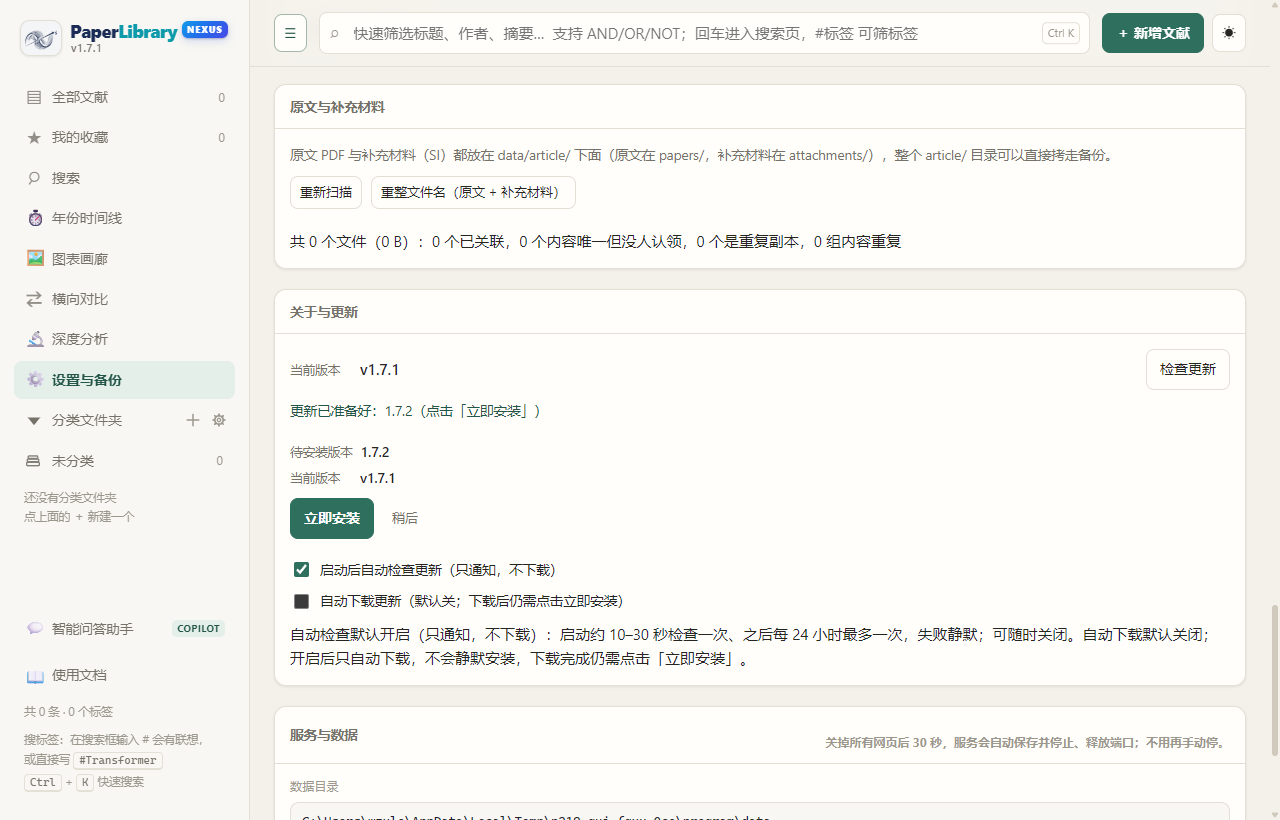 PaperLibrary NEXUS
v1.7.1
全部文献 0
我的收藏 0
搜索
年份时间线
图表画廊
横向对比
深度分析
设置与备份
分类文件夹
未分类 0
还没有分类文件夹
点上面的 + 新建一个
智能问答助手 COPILOT
使用文档
共 0 条 · 0 个标签
搜标签：在搜索框输入 # 会有联想，
或直接写 #Transformer
Ctrl + K 快速搜索
快速筛选标题、作者、摘要… 支持 AND/OR/NOT；回车进入搜索页，#标签 可筛标签 Ctrl K
+ 新增文献
原文与补充材料
原文 PDF 与补充材料（SI）都放在 data/article/ 下面（原文在 papers/，补充材料在 attachments/），整个 article/ 目录可以直接拷走备份。
重新扫描 重整文件名（原文 + 补充材料）
共 0 个文件（0 B）：0 个已关联，0 个内容唯一但没人认领，0 个是重复副本，0 组内容重复
关于与更新
当前版本 v1.7.1 检查更新
更新已准备好：1.7.2（点击「立即安装」）
待安装版本 1.7.2
当前版本 v1.7.1
立即安装 稍后
启动后自动检查更新（只通知，不下载）
自动下载更新（默认关；下载后仍需点击立即安装）
自动检查默认开启（只通知，不下载）：启动约 10–30 秒检查一次、之后每 24 小时最多一次，失败静默；可随时关闭。自动下载默认关闭；
开启后只自动下载，不会静默安装，下载完成仍需点击「立即安装」。
服务与数据 关掉所有网页后 30 秒，服务会自动保存并停止、释放端口；不用再手动停。
数据目录